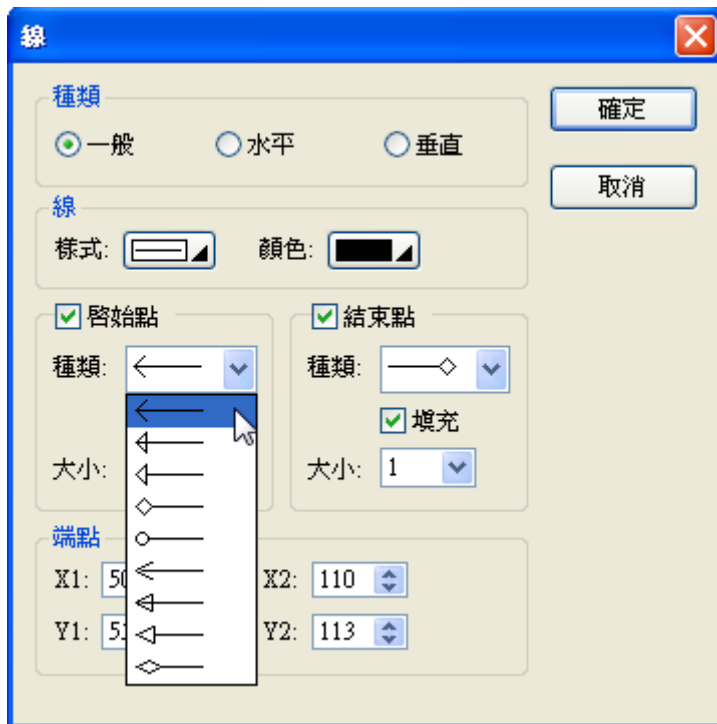 線
種類
一般 水平 垂直
確定
取消
線
樣式: 顏色:
啓始點 結束點
種類: 種類:
填充
大小: 大小: 1
端點
X1: X2: 110
Y1: Y2: 113